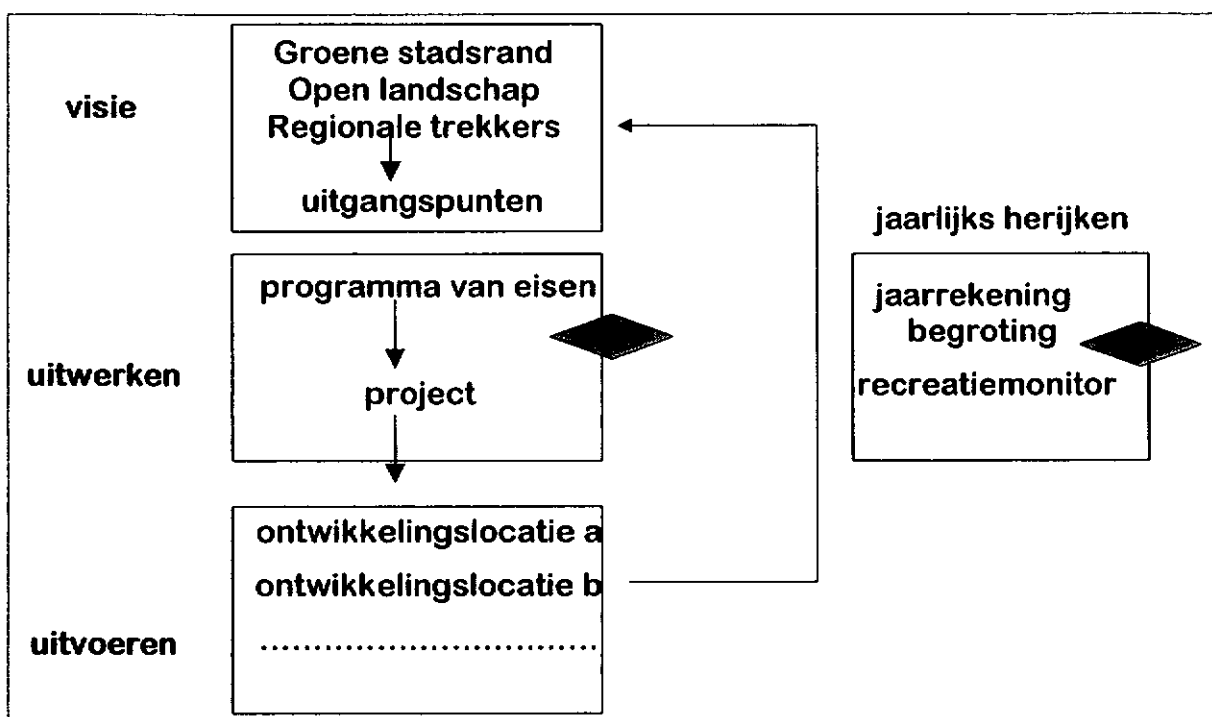 visie
Groene stadsrand
Open landschap
Regionale trekkers
uitgangspunten
jaarlijks herijken
uitwerken
programma van eisen
project
jaarrekening
begroting
recreatiemonitor
uitvoeren
ontwikkelingslocatie a
ontwikkelingslocatie b
..................................